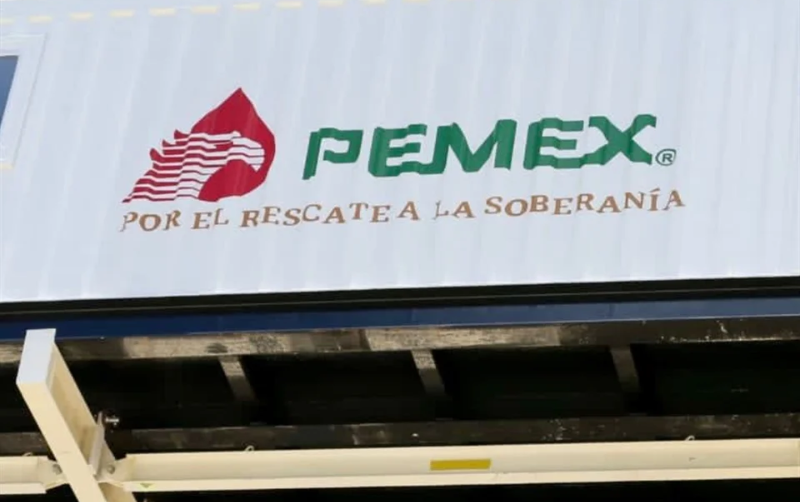 PEMEX®
POR EL RESCATE A LA SOBERANÍA